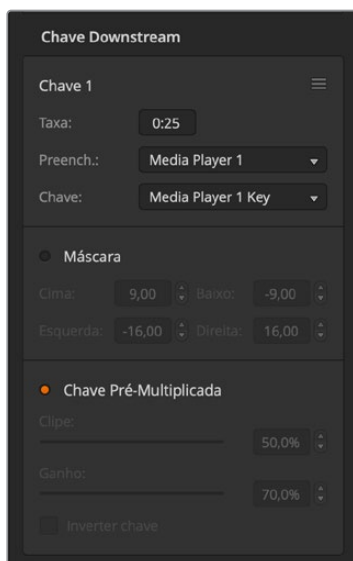 Chave Downstream
Chave 1
Taxa: 0:25
Preench.: Media Player 1
Chave: Media Player 1 Key
Máscara
Cima: 9,00 Baixo: -9,00
Esquerda: -16,00 Direita: 16,00
Chave Pré-Multiplicada
Clipe:
50,0%
Ganho:
70,0%
Inverter chave